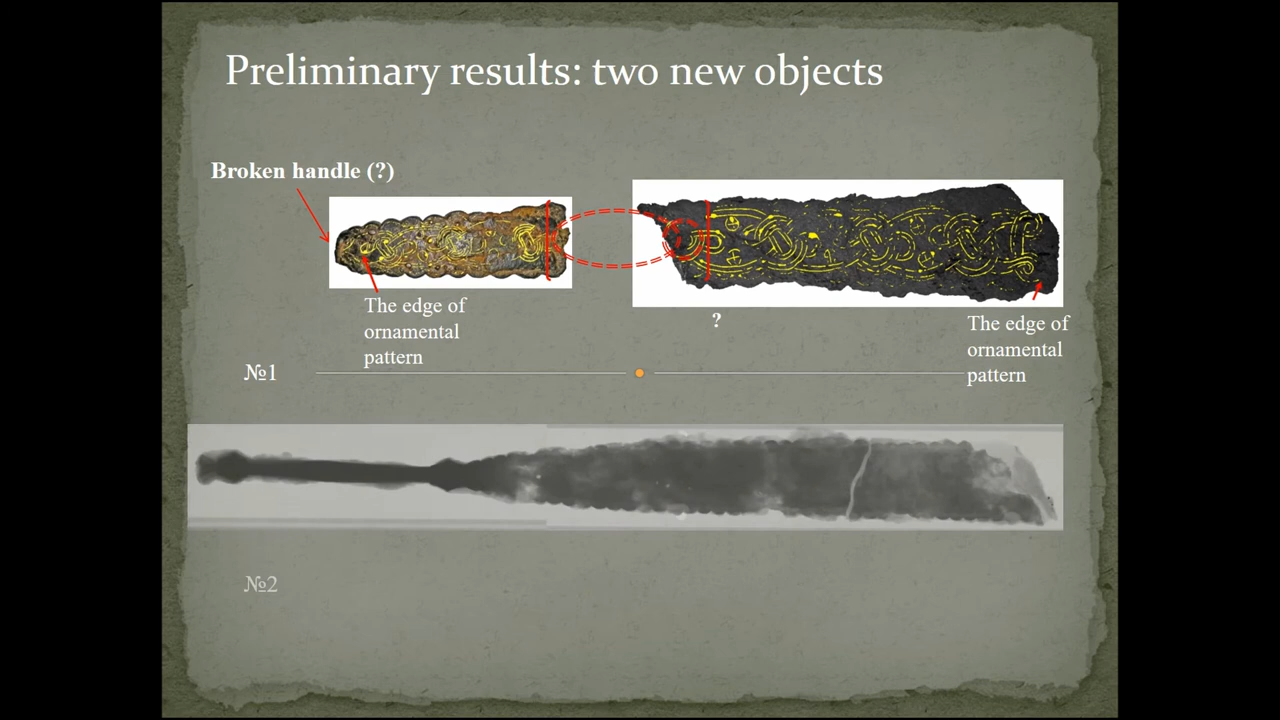 Preliminary results: two new objects
Broken handle (?)
The edge of
ornamental
pattern
?
The edge of
ornamental
pattern
№1
№2